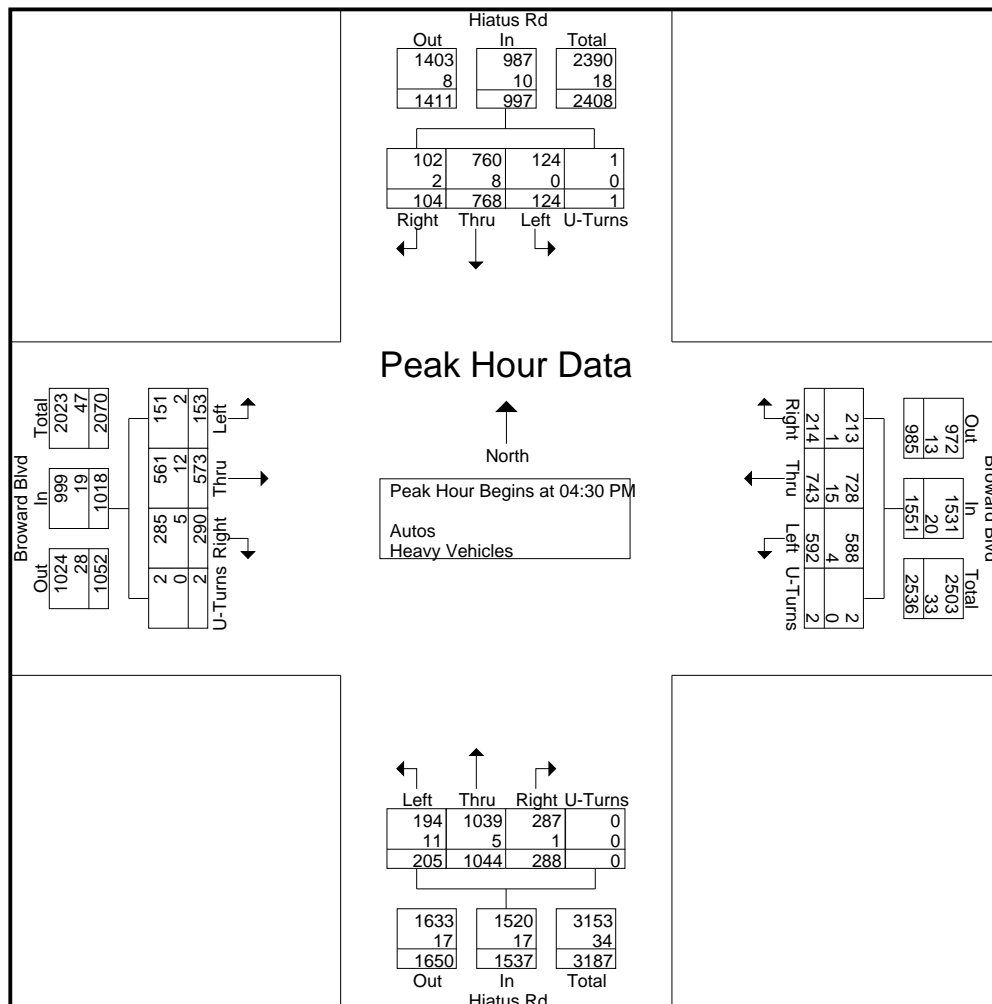 Hiatus Rd
Out In Total
1403 987 2390
8 10 18
1411 997 2408
102 760 124 1
2 8 0 0
104 768 124 1
Right Thru Left U-Turns
Peak Hour Data
North
Peak Hour Begins at 04:30 PM
Autos
Heavy Vehicles
Broward Blvd
Out In Total
1024 999 2023
28 19 47
1052 1018 2070
2 285 561 151
0 5 12 2
2 290 573 153
U-Turns Right Thru Left
Broward Blvd
Out In Total
972 1531 2503
13 20 33
985 1551 2536
213 728 588 2
1 15 4 0
214 743 592 2
Right Thru Left U-Turns
Left Thru Right U-Turns
194 1039 287 0
11 5 1 0
205 1044 288 0
1633 1520 3153
17 17 34
1650 1537 3187
Out In Total
Hiatus Rd